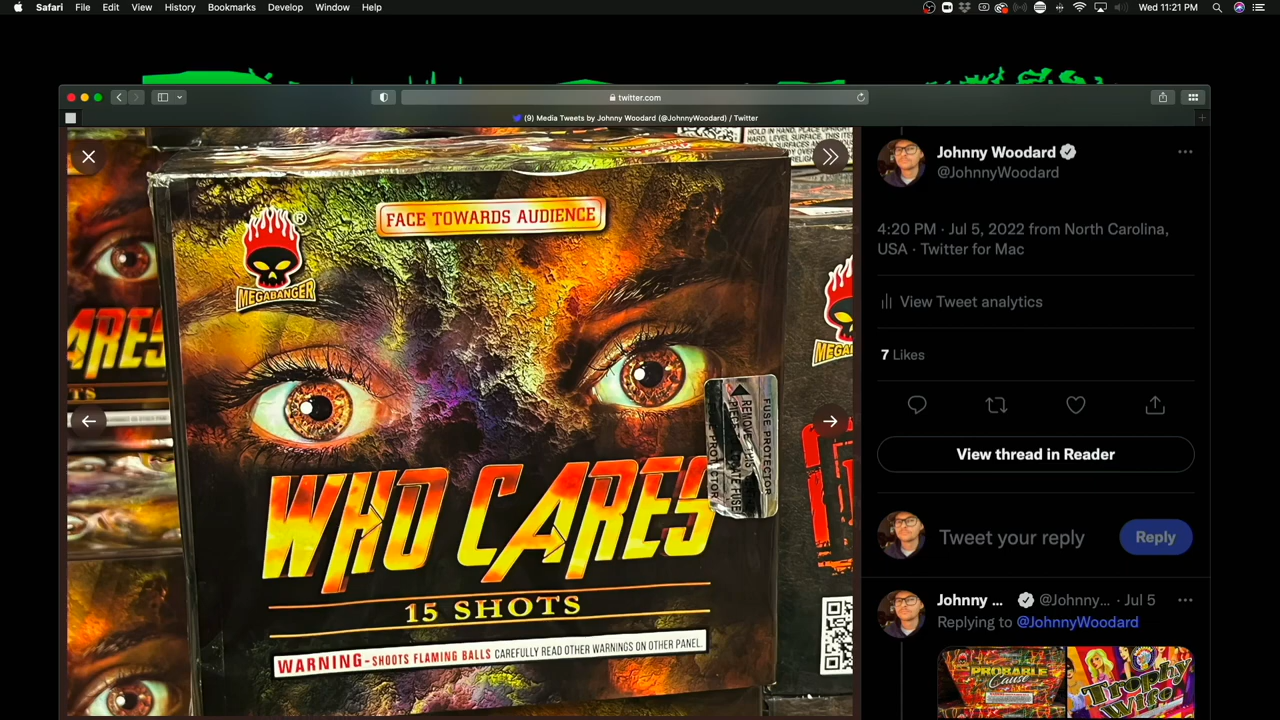 Safari File Edit View History Bookmarks Develop Window Help
Wed 11:21 PM
twitter.com
(9) Media Tweets by Johnny Woodard (@JohnnyWoodard) / Twitter
FACE TOWARDS AUDIENCE
MEGABANGER®
WHO CARES
15 SHOTS
WARNING-SHOOTS FLAMING BALLS CAREFULLY READ OTHER WARNINGS ON OTHER PANEL.
FUSE PROTECTOR
REMOVE THIS
ARES
Johnny Woodard
@JohnnyWoodard
4:20 PM · Jul 5, 2022 from North Carolina,
USA · Twitter for Mac
View Tweet analytics
7 Likes
View thread in Reader
Tweet your reply
Reply
Johnny ... @Johnny... · Jul 5
Replying to @JohnnyWoodard
PROBABLE
Cause
Trophy
Wife